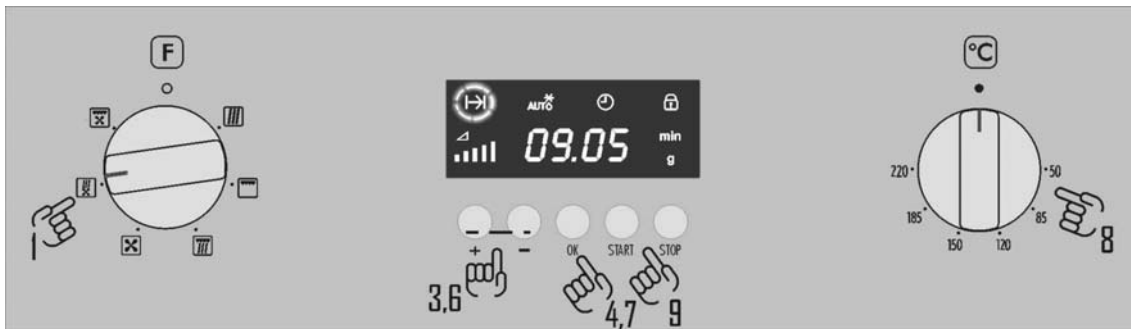 F
°C
AUTO
09.05
min
g
+ - OK START STOP
220 50
185 85
150 120
1
3,6
4,7 9
8